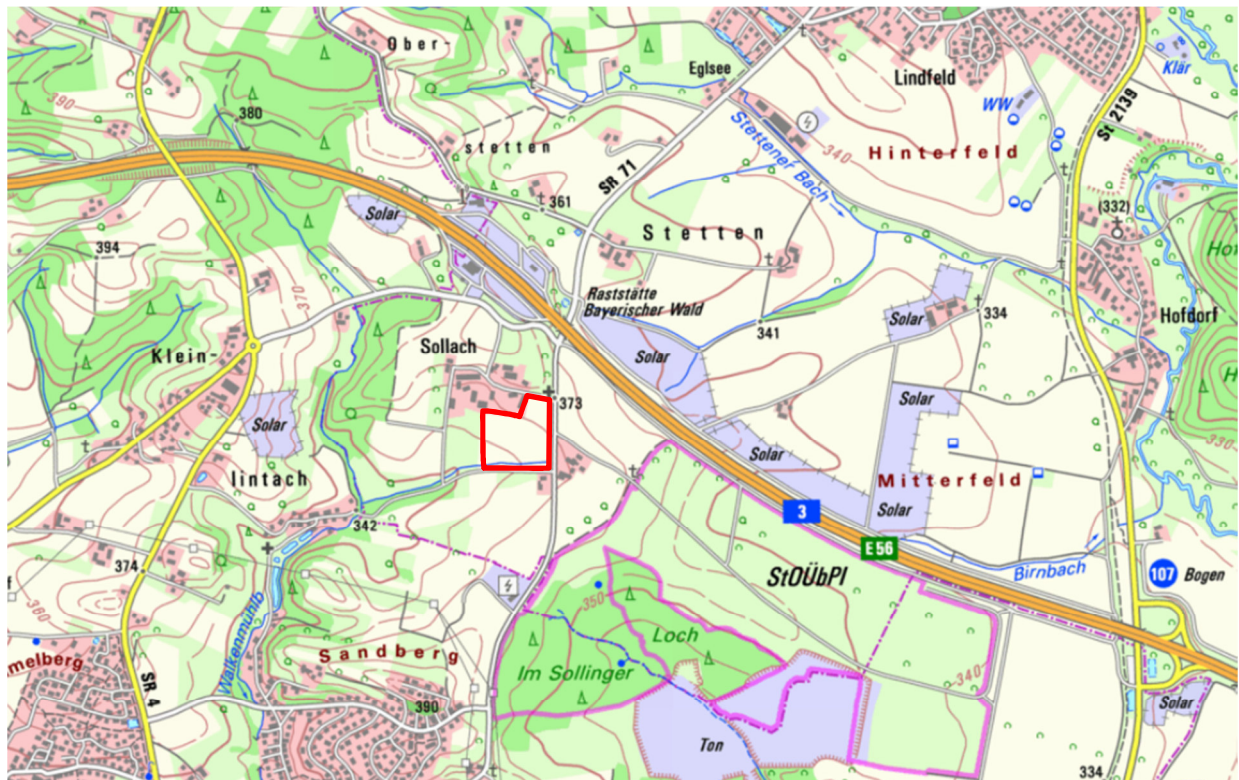 Ober-
Eglsee
Lindfeld
Klär
390
380
WW
St 2139
stetten
SR 71
Stettener Bach
340
Hinterfeld
Solar
361
Stetten
(332)
394
370
Raststätte
Bayerischer Wald
341
Solar
334
Hofdorf
Klein-
Sollach
Solar
373
Solar
Solar
Solar
330
lintach
Mitterfeld
Solar
342
3
E 56
StOÜbPl
Birnbach
107 Bogen
374
350
360
Loch
Walkenmühlb
Sandberg
Im Sollinger
340
melberg
SR 4
390
Solar
Ton
334